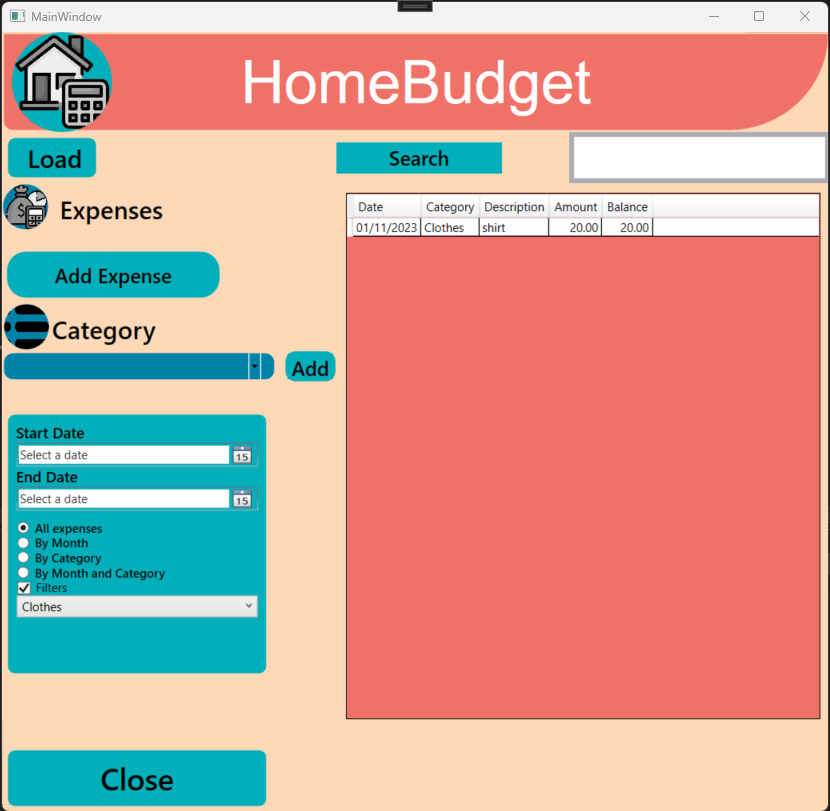 MainWindow
HomeBudget
Load
Search
$
Expenses
Date Category Description Amount Balance
01/11/2023 Clothes shirt 20.00 20.00
Add Expense
Category
Add
Start Date
Select a date
15
End Date
Select a date
15
All expenses
By Month
By Category
By Month and Category
Filters
Clothes
Close